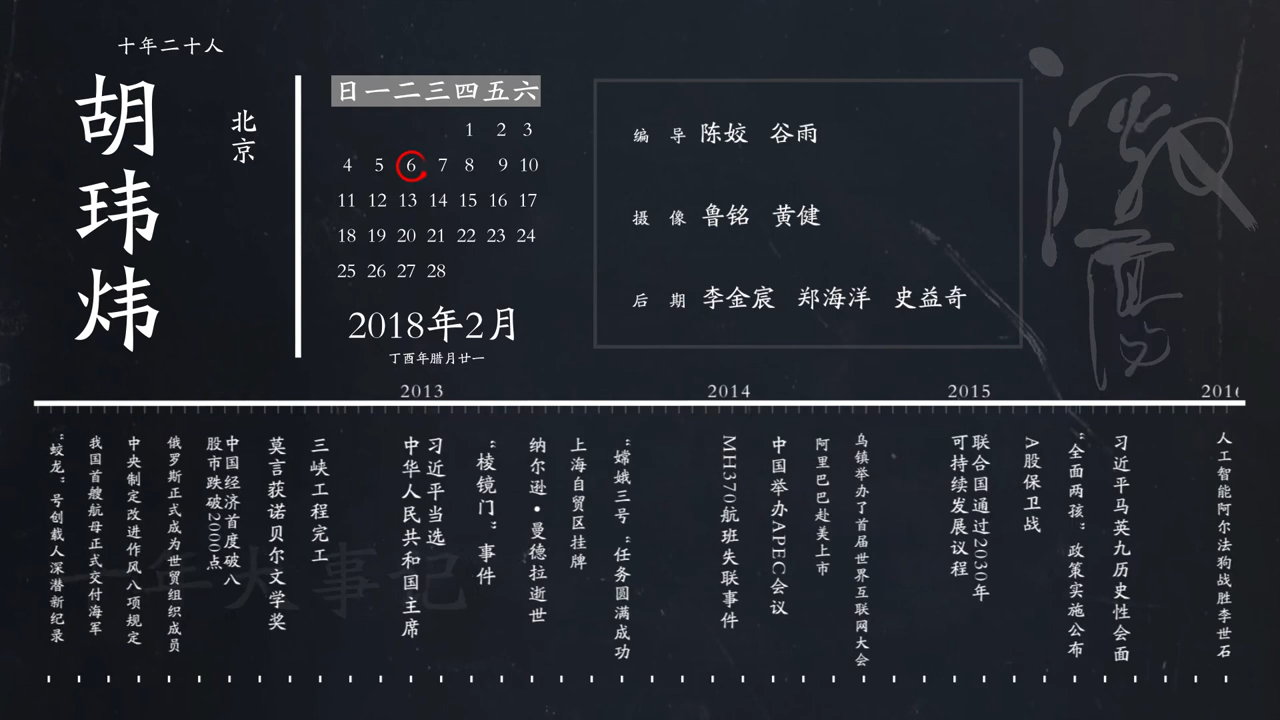 十年二十人
胡玮炜
北京
日一二三四五六
1 2 3
4 5 6 7 8 9 10
11 12 13 14 15 16 17
18 19 20 21 22 23 24
25 26 27 28
2018年2月
丁酉年腊月廿一
编 导 陈姣 谷雨
摄 像 鲁铭 黄健
后 期 李金宸 郑海洋 史益奇
2013
2014
2015
“蛟龙”号创载人深潜新纪录
我国首艘航母正式交付海军
中央制定改进作风八项规定
俄罗斯正式成为世贸组织成员
中国经济首度破八
股市跌破2000点
莫言获诺贝尔文学奖
三峡工程完工
习近平当选
中华人民共和国主席
“棱镜门”事件
纳尔逊•曼德拉逝世
上海自贸区挂牌
“嫦娥三号“任务圆满成功
MH370航班失联事件
中国举办APEC会议
阿里巴巴赴美上市
乌镇举办了首届世界互联网大会
联合国通过2030年
可持续发展议程
A股保卫战
“全面两孩”政策实施公布
习近平马英九历史性会面
人工智能阿尔法狗战胜李世石
十年大事记